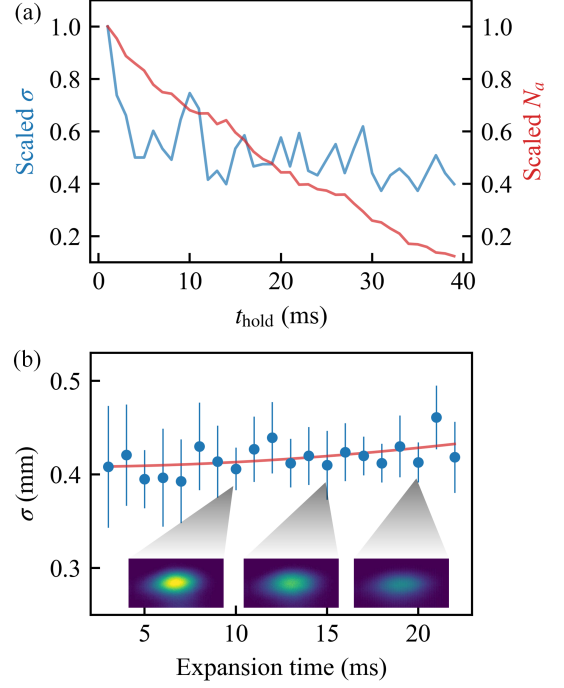 (a)
1.0
0.8
0.6
0.4
0.2
Scaled σ
1.0
0.8
0.6
0.4
0.2
Scaled N_a
0 10 20 30 40
t_hold (ms)
(b)
0.5
0.4
0.3
σ (mm)
5 10 15 20
Expansion time (ms)